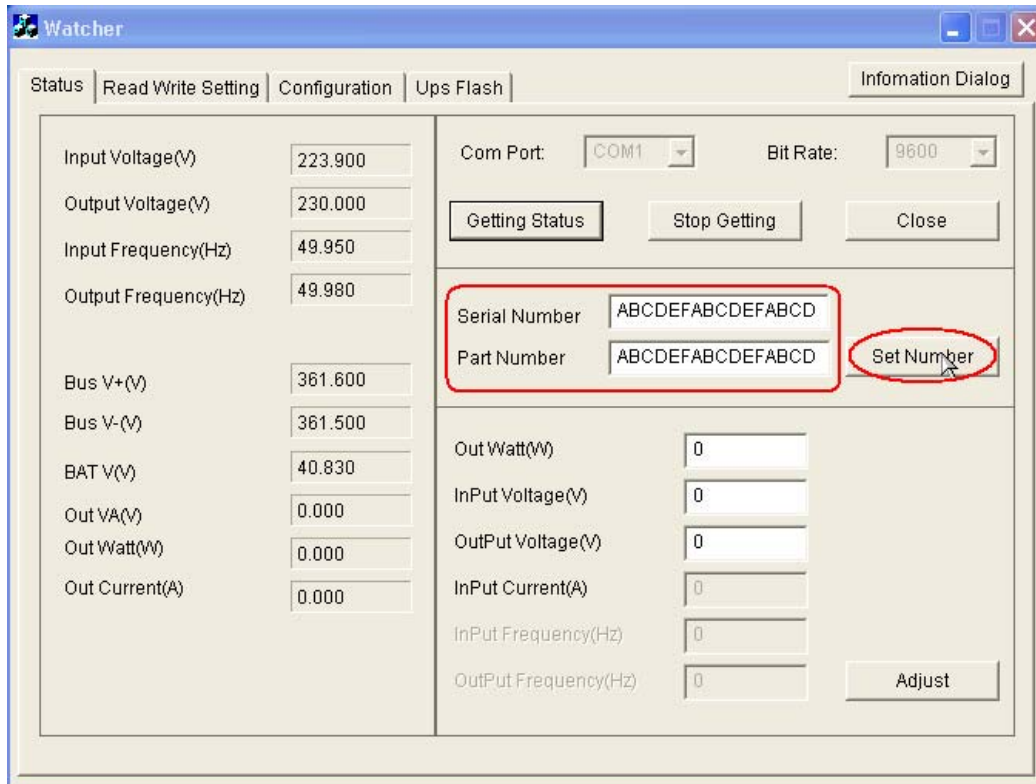 Watcher
Status Read Write Setting Configuration Ups Flash Infomation Dialog
Input Voltage(V) 223.900
Output Voltage(V) 230.000
Input Frequency(Hz) 49.950
Output Frequency(Hz) 49.980
Bus V+(V) 361.600
Bus V-(V) 361.500
BAT V(V) 40.830
Out VA(V) 0.000
Out Watt(W) 0.000
Out Current(A) 0.000
Com Port: COM1 Bit Rate: 9600
Getting Status Stop Getting Close
Serial Number ABCDEFABCDEFABCD
Part Number ABCDEFABCDEFABCD
Set Number
Out Watt(W) 0
InPut Voltage(V) 0
OutPut Voltage(V) 0
InPut Current(A) 0
InPut Frequency(Hz) 0
OutPut Frequency(Hz) 0
Adjust